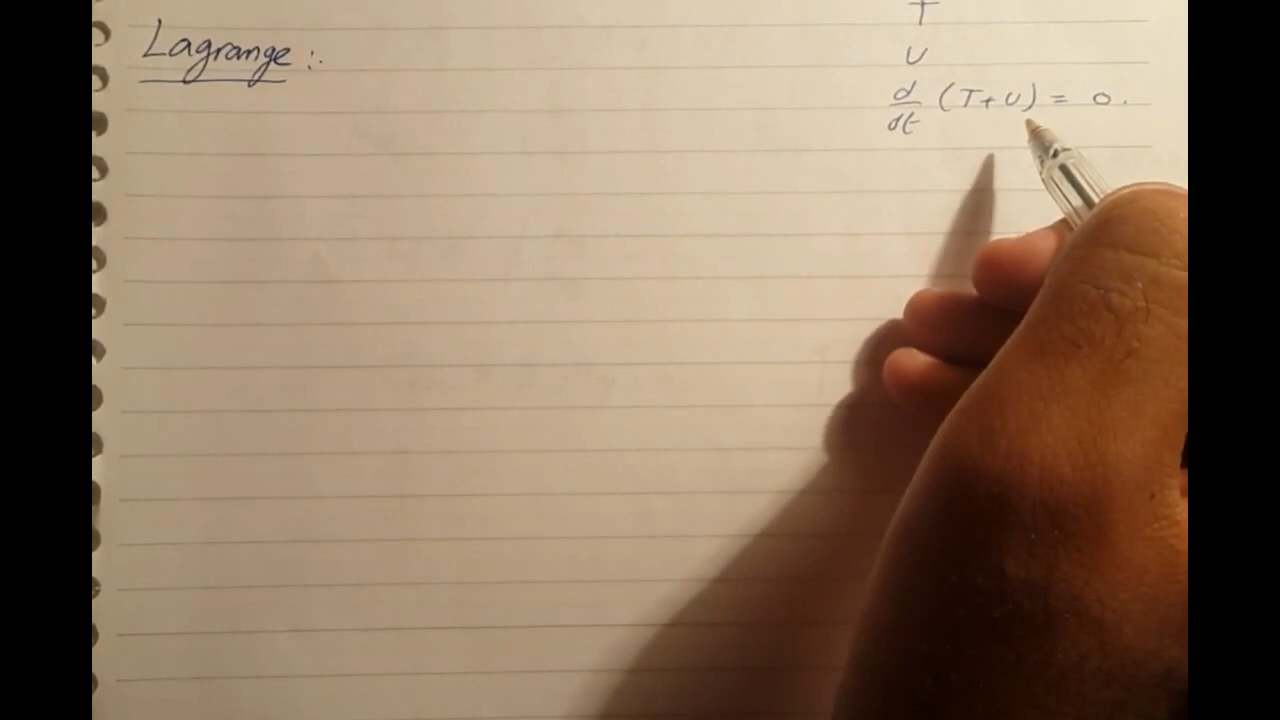 Lagrange :.
T
U
d/dt (T+U) = 0.